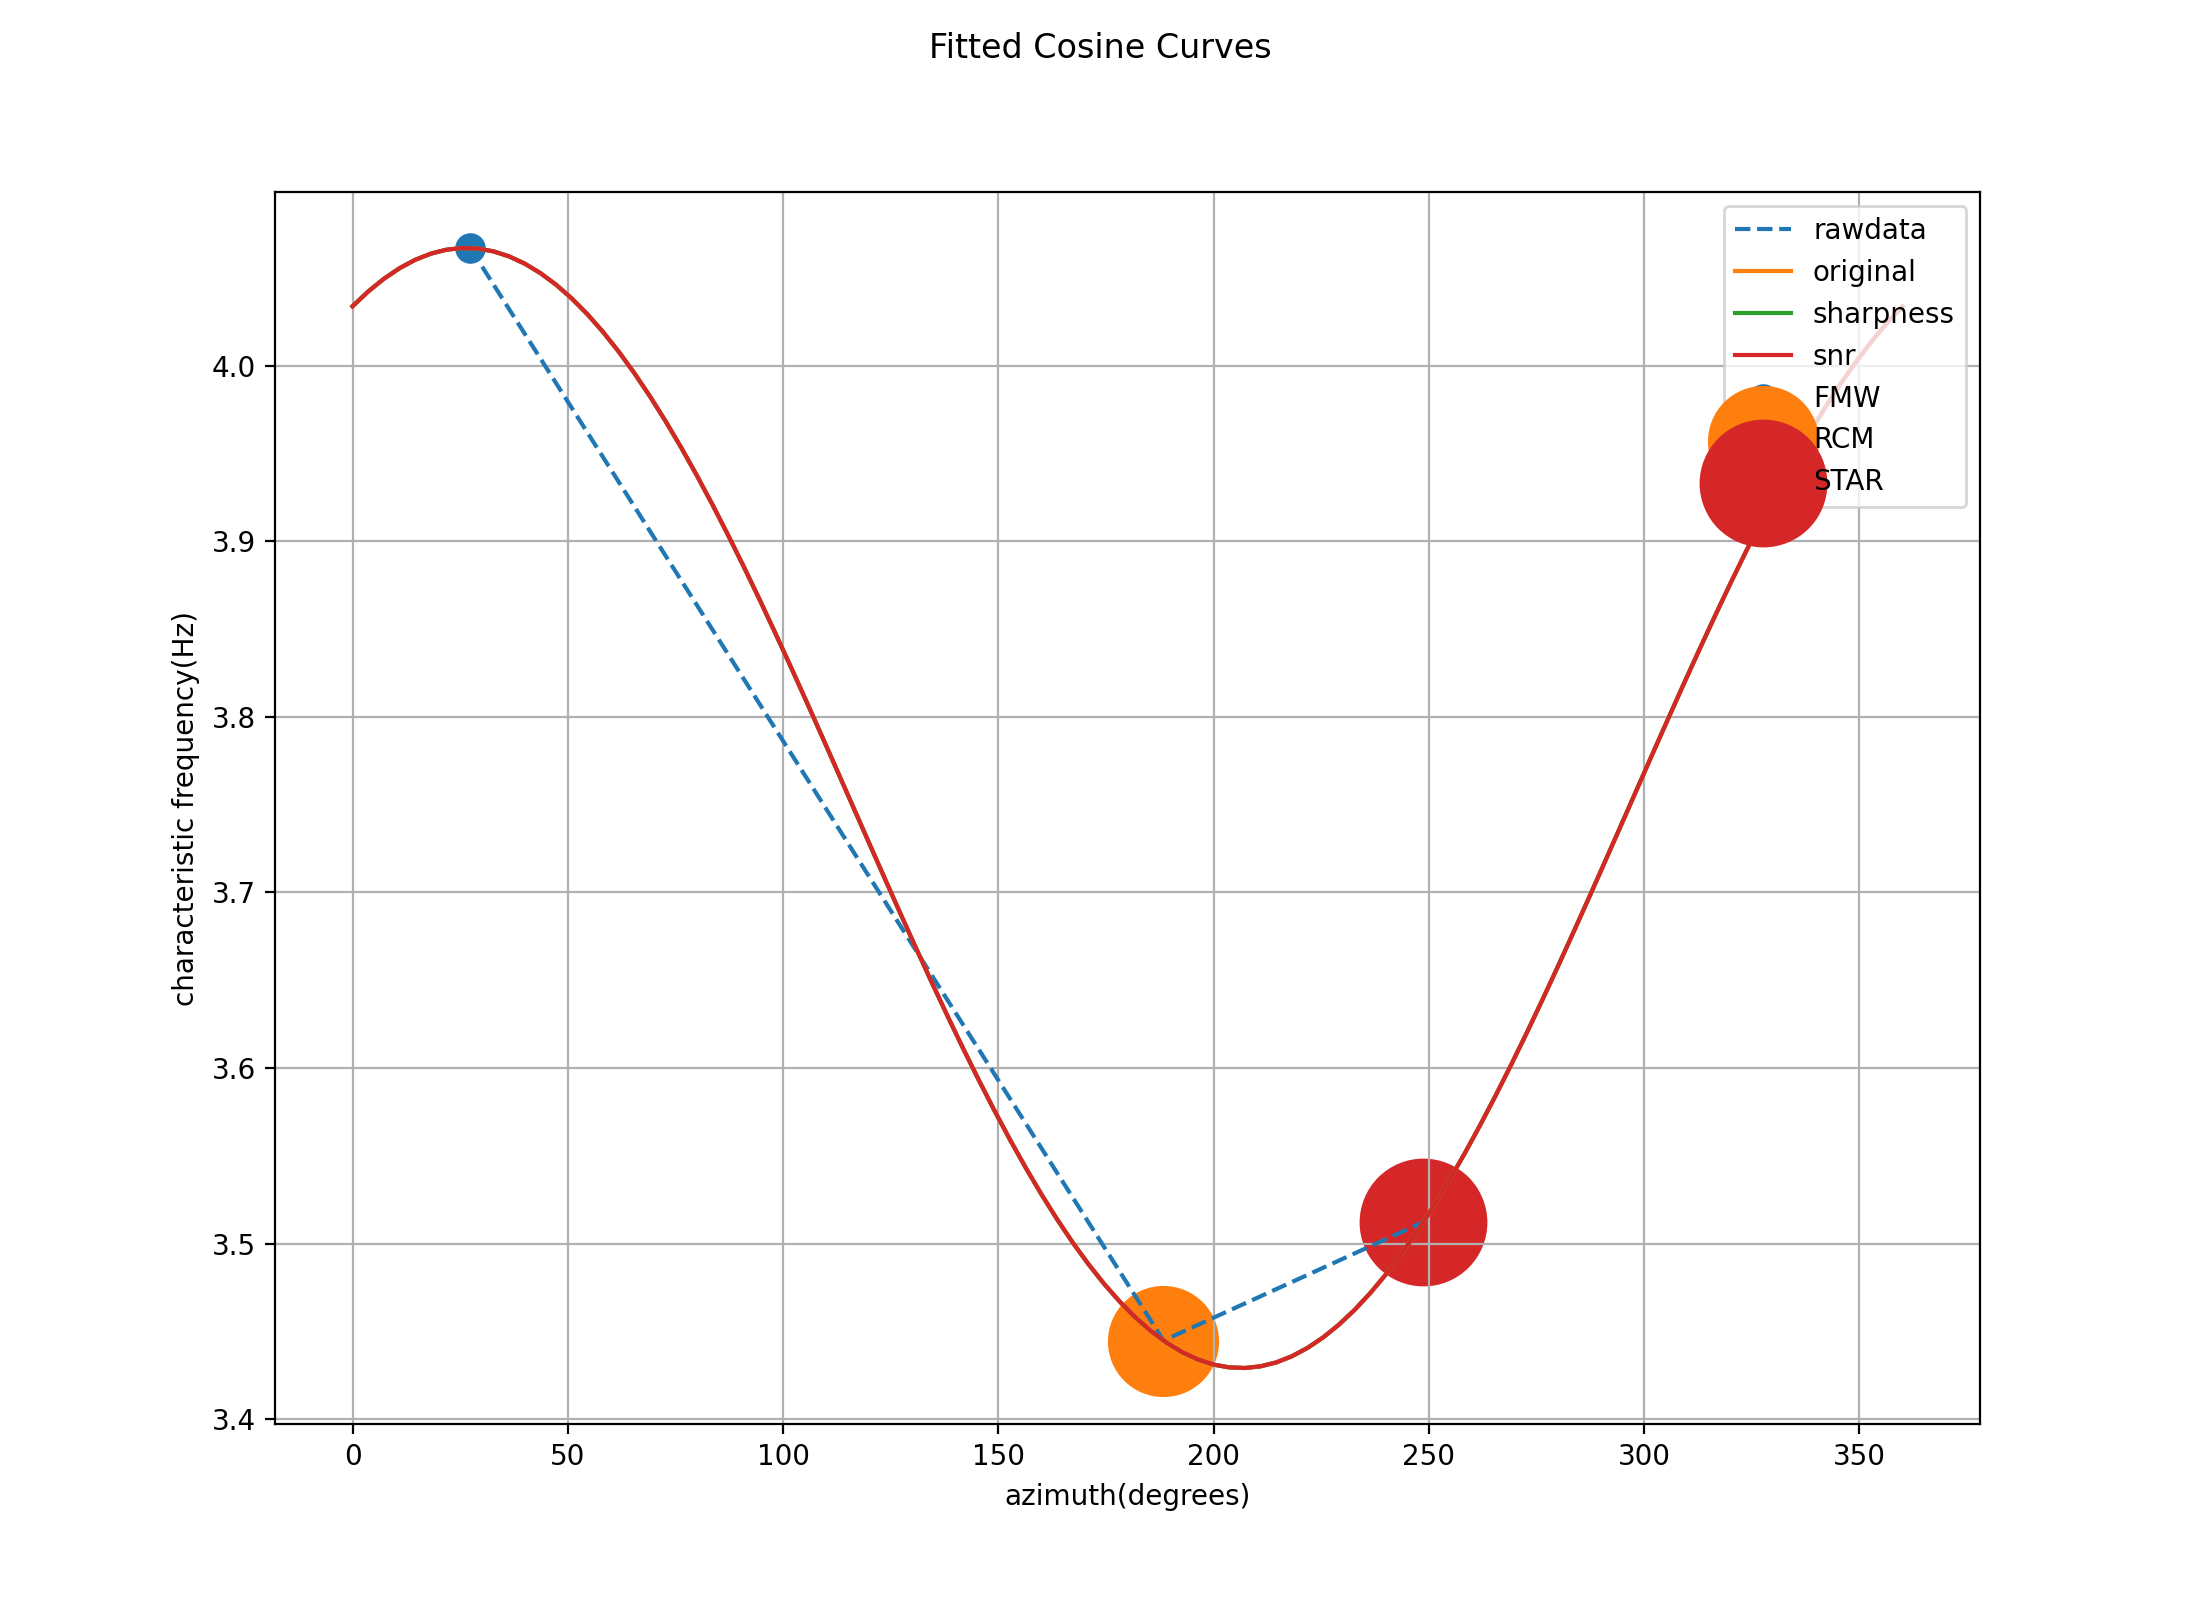 Fitted Cosine Curves
rawdata
original
sharpness
snr
FMW
RCM
STAR
4.0
3.9
3.8
3.7
3.6
3.5
3.4
characteristic frequency(Hz)
0 50 100 150 200 250 300 350
azimuth(degrees)